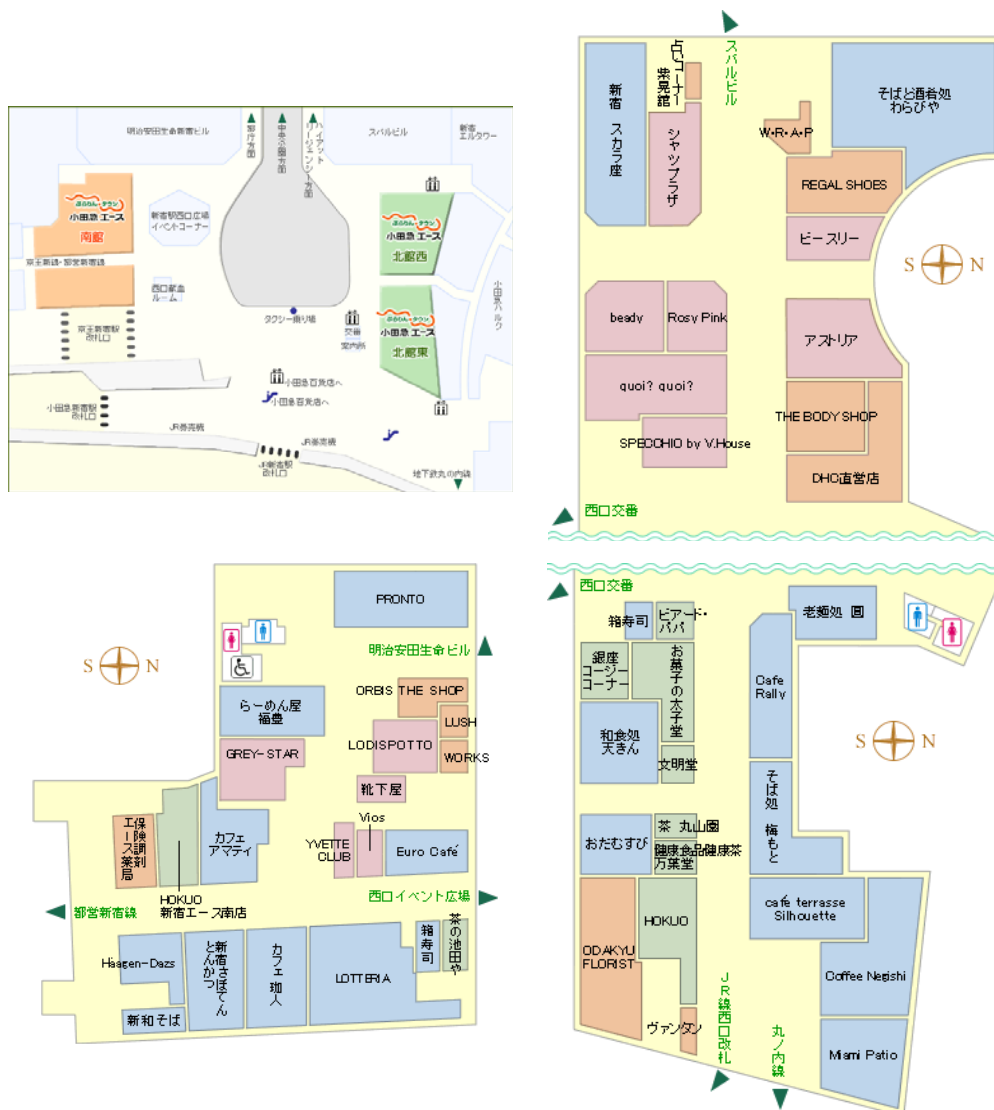 明治安田生命新宿ビル
都庁方面
中央公園方面
ハイアット
リージェンシー方面
スバルビル
新宿
エルタワー
小田急 エース
南館
新宿駅西口広場
イベントコーナー
小田急 エース
北館西
京王新線・都営新宿線
西口献血
ルーム
タクシー乗り場
交番
案内所
小田急 エース
北館東
小田急ハルク
京王新宿駅
改札口
小田急百貨店へ
小田急百貨店へ
小田急新宿駅
改札口
JR券売機
JR券売機
JR新宿駅
改札口
地下鉄丸の内線
スバルビル
新宿 スカラ座
占いコーナー
紫晃館
シャツプラザ
W・R・A・P
そばと酒肴処
わらびや
REGAL SHOES
ビースリー
S N
beady
Rosy Pink
アストリア
quoi? quoi?
THE BODY SHOP
SPECCHIO by V.House
DHC直営店
西口交番
PRONTO
明治安田生命ビル
S N
ORBIS THE SHOP
らーめん屋
福豊
LUSH
LODISPOTTO
GREY-STAR
WORKS
靴下屋
Vios
YVETTE
CLUB
Euro Café
保険調剤
エース薬局
カフェ
アマティ
HOKUO
新宿エース南店
都営新宿線
西口イベント広場
Häagen-Dazs
新宿さぼてん
とんかつ
カフェ 珈人
LOTTERIA
箱寿司
茶の池田や
新和そば
西口交番
箱寿司
ビアード・
パパ
老麺処 圓
銀座
コージー
コーナー
お菓子の太子堂
Cafe
Rally
和食処
天きん
文明堂
S N
そば処 梅もと
おたむすび
茶 丸山園
健康食品健康茶
万葉堂
café terrasse
Silhouette
ODAKYU
FLORIST
HOKUO
Coffee Negishi
ヴァンタン
JR線西口改札
丸ノ内線
Miami Patio